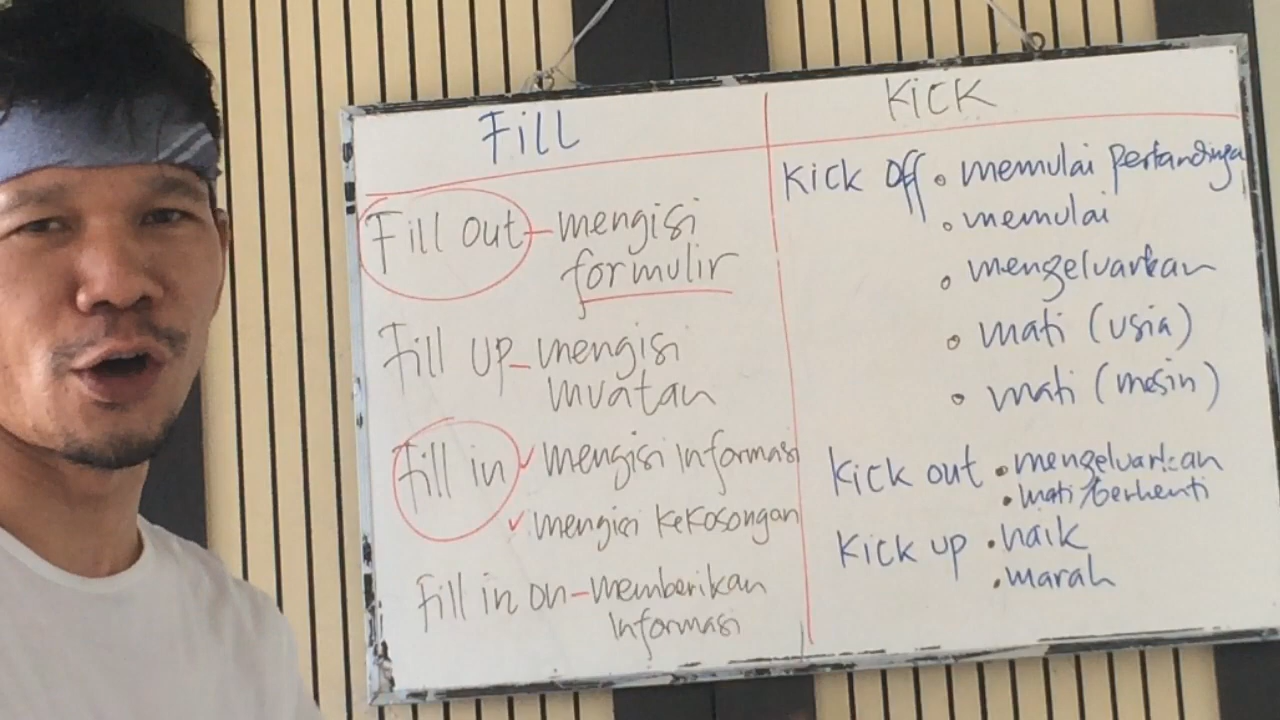 Fill
Fill out - mengisi
formulir
Fill up - mengisi
muatan
Fill in ✓ mengisi informasi
✓ mengisi kekosongan
Fill in on - memberikan
informasi
Kick
Kick off • memulai pertandinga
• memulai
• mengeluarkan
• mati (usia)
• mati (mesin)
Kick out • mengeluarkan
• mati/berhenti
Kick up • naik
• marah